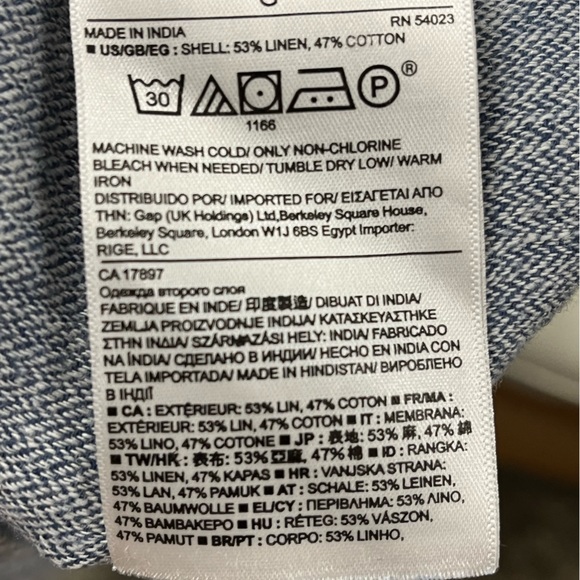 RN 54023
MADE IN INDIA
■ US/GB/EG : SHELL: 53% LINEN, 47% COTTON
30
P®
1166
MACHINE WASH COLD/ ONLY NON-CHLORINE
BLEACH WHEN NEEDED/ TUMBLE DRY LOW/ WARM
IRON
DISTRIBUIDO POR/ IMPORTED FOR/ ΕΙΣΑΓΕΤΑΙ ΑΠΟ
ΤΗΝ: Gap (UK Holdings) Ltd,Berkeley Square House,
Berkeley Square, London W1J 6BS Egypt Importer:
RIGE, LLC
CA 17897
Одежда второго слоя
FABRIQUE EN INDE/ 印度製造/ DIBUAT DI INDIA/
ZEMLJA PROIZVODNJE INDIJA/ ΚΑΤΑΣΚΕΥΑΣΤΗΚΕ
ΣΤΗΝ ΙΝΔΙΑ/ SZÁRMAZÁSI HELY: INDIA/ FABRICADO
NA ÍNDIA/ СДЕЛАНО В ИНДИИ/ HECHO EN INDIA CON
TELA IMPORTADA/ MADE IN HINDISTAN/ ВИРОБЛЕНО
В ІНДІЇ
■ CA : EXTÉRIEUR: 53% LIN, 47% COTON ■ FR/MA :
EXTÉRIEUR: 53% LIN, 47% COTON ■ IT : MEMBRANA:
53% LINO, 47% COTONE ■ JP : 表地: 53% 麻, 47% 綿
■ TW/HK : 表布: 53% 亞麻, 47% 棉 ■ ID : RANGKA:
53% LINEN, 47% KAPAS ■ HR : VANJSKA STRANA:
53% LAN, 47% PAMUK ■ AT : SCHALE: 53% LEINEN,
47% BAUMWOLLE ■ EL/CY : ΠΕΡΙΒΛΗΜΑ: 53% ΛΙΝΟ,
47% ΒΑΜΒΑΚΕΡΟ ■ HU : RÉTEG: 53% VÁSZON,
47% PAMUT ■ BR/PT : CORPO: 53% LINHO,